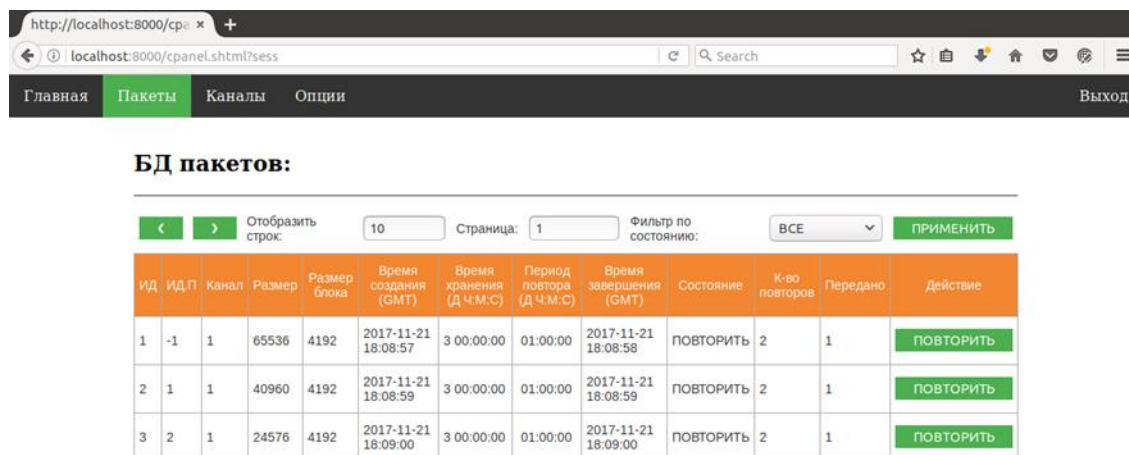 http://localhost:8000/cpa × +
localhost:8000/cpanel.shtml?sess Search
Главная Пакеты Каналы Опции Выход
БД пакетов:
Отобразить строк: 10 Страница: 1 Фильтр по состоянию: ВСЕ ПРИМЕНИТЬ
ИД ИД.П Канал Размер Размер блока Время создания (GMT) Время хранения (Д Ч:М:С) Период повтора (Д Ч:М:С) Время завершения (GMT) Состояние К-во повторов Передано Действие
1 -1 1 65536 4192 2017-11-21 18:08:57 3 00:00:00 01:00:00 2017-11-21 18:08:58 ПОВТОРИТЬ 2 1 ПОВТОРИТЬ
2 1 1 40960 4192 2017-11-21 18:08:59 3 00:00:00 01:00:00 2017-11-21 18:08:59 ПОВТОРИТЬ 2 1 ПОВТОРИТЬ
3 2 1 24576 4192 2017-11-21 18:09:00 3 00:00:00 01:00:00 2017-11-21 18:09:00 ПОВТОРИТЬ 2 1 ПОВТОРИТЬ